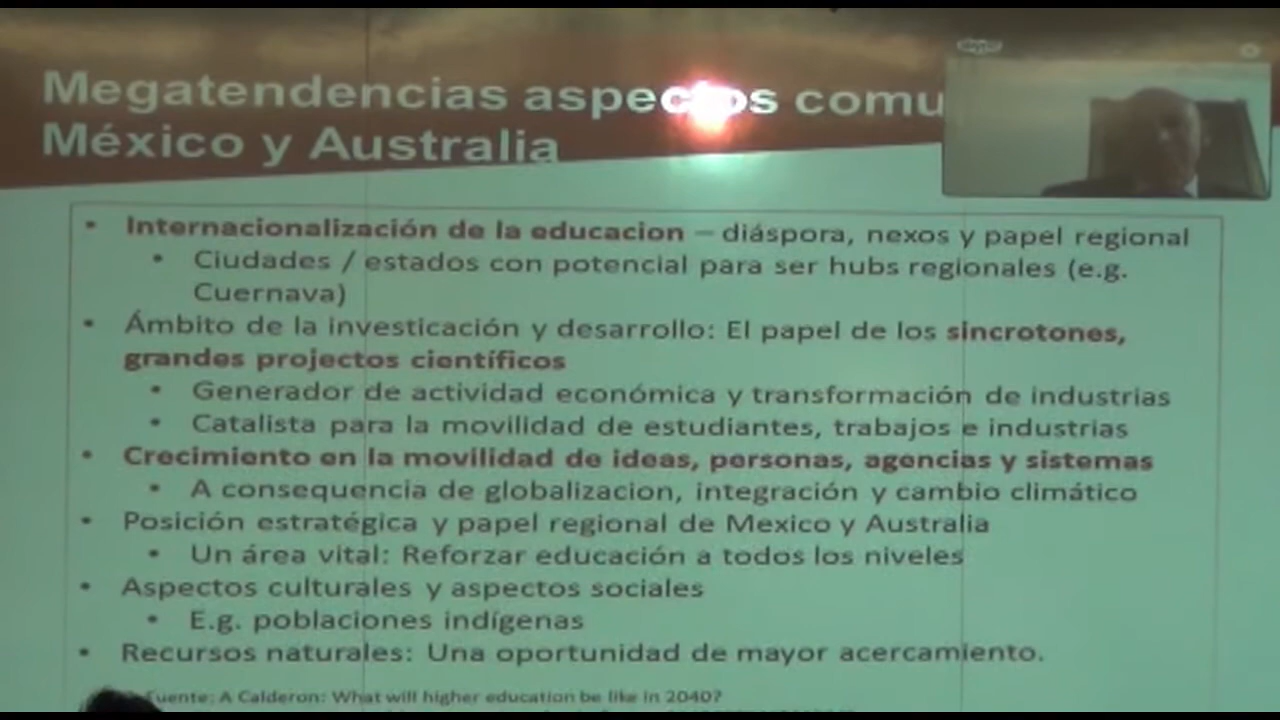 Megatendencias aspectos comu
México y Australia
• Internacionalización de la educacion – diáspora, nexos y papel regional
• Ciudades / estados con potencial para ser hubs regionales (e.g.
Cuernava)
• Ámbito de la investicación y desarrollo: El papel de los sincrotones,
grandes projectos científicos
• Generador de actividad económica y transformación de industrias
• Catalista para la movilidad de estudiantes, trabajos e industrias
• Crecimiento en la movilidad de ideas, personas, agencias y sistemas
• A consequencia de globalizacion, integración y cambio climático
• Posición estratégica y papel regional de Mexico y Australia
• Un área vital: Reforzar educación a todos los niveles
• Aspectos culturales y aspectos sociales
• E.g. poblaciones indígenas
• Recursos naturales: Una oportunidad de mayor acercamiento.
Fuente: A Calderon: What will higher education be like in 2040?